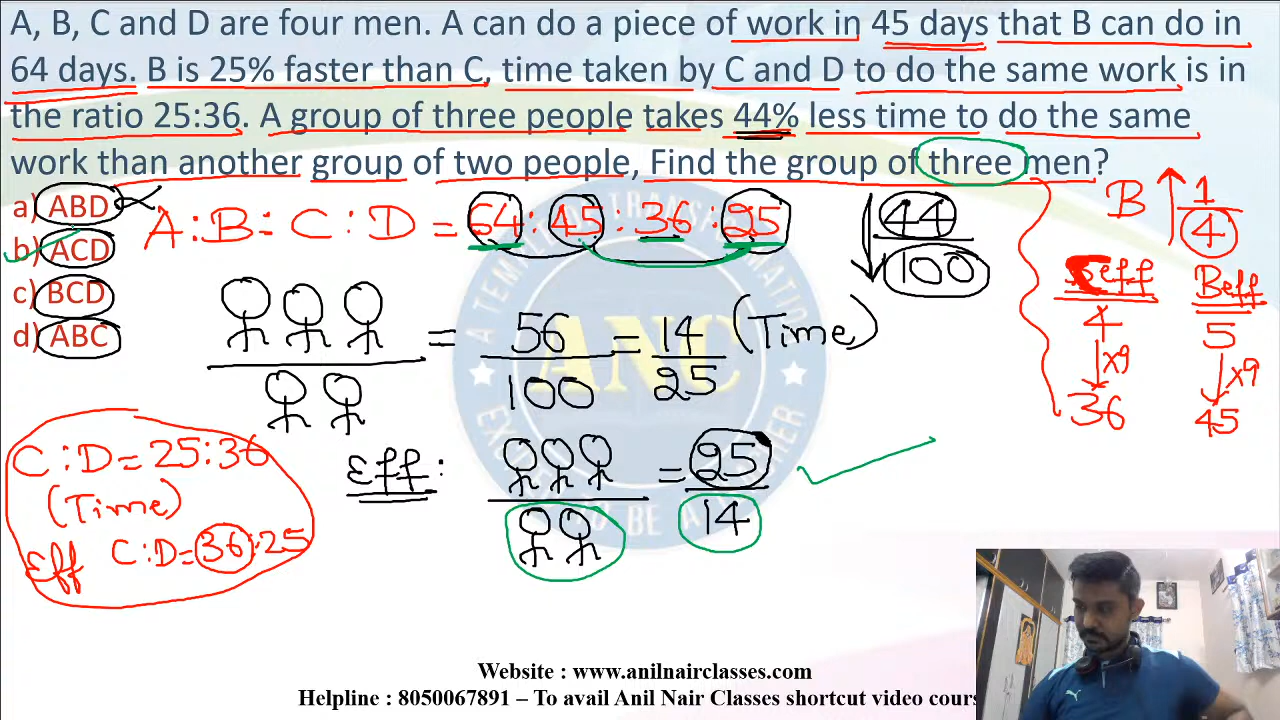 A, B, C and D are four men. A can do a piece of work in 45 days that B can do in
64 days. B is 25% faster than C, time taken by C and D to do the same work is in
the ratio 25:36. A group of three people takes 44% less time to do the same
work than another group of two people, Find the group of three men?
a) ABD
b) ACD
c) BCD
d) ABC
A:B:C:D = 64:45:36:25
44
100
B 1
4
eff Beff
4 5
×9 ×9
36 45
= 56 = 14 (Time)
100 25
C:D=25:36
(Time)
Eff C:D=36:25
Eff: = 25
14
ANC
Website : www.anilnairclasses.com
Helpline : 8050067891 – To avail Anil Nair Classes shortcut video cours